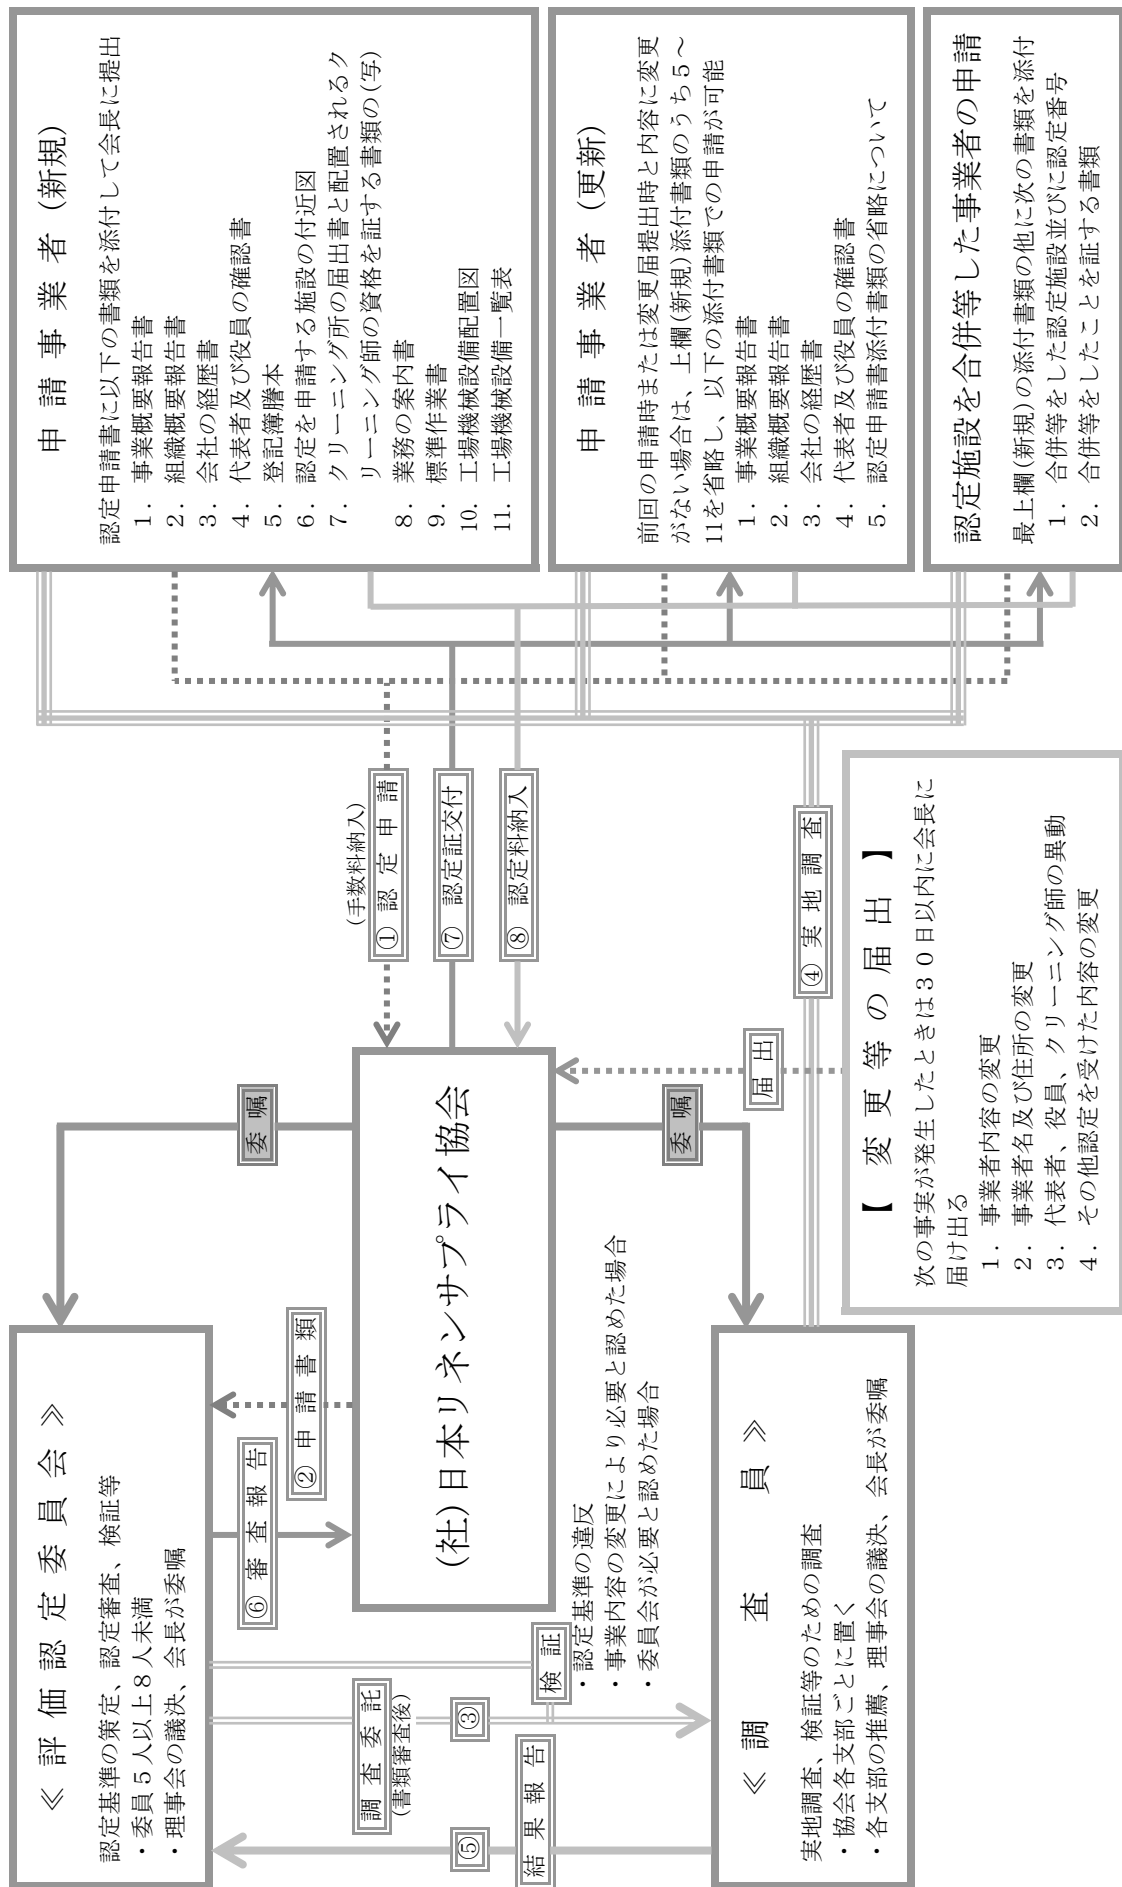 ≪ 評 価 認 定 委 員 会 ≫
認定基準の策定、認定審査、検証等
・委員５人以上８人未満
・理事会の議決、会長が委嘱
委 嘱
⑥ 審 査 報 告
② 申 請 書 類
調 査 委 託
(書類審査後)
③
⑤
結 果 報 告
検 証
・認定基準の違反
・事業内容の変更により必要と認めた場合
・委員会が必要と認めた場合
(社)日本リネンサプライ協会
委 嘱
≪ 調 査 員 ≫
実地調査、検証等のための調査
・協会各支部ごとに置く
・各支部の推薦、理事会の議決、会長が委嘱
(手数料納入)
① 認 定 申 請
⑦ 認定証交付
⑧ 認定料納入
④ 実 地 調 査
届 出
【 変 更 等 の 届 出 】
次の事実が発生したときは３０日以内に会長に
届け出る
１. 事業者内容の変更
２. 事業者名及び住所の変更
３. 代表者、役員、クリーニング師の異動
４. その他認定を受けた内容の変更
申 請 事 業 者 (新規)
認定申請書に以下の書類を添付して会長に提出
１. 事業概要報告書
２. 組織概要報告書
３. 会社の経歴書
４. 代表者及び役員の確認書
５. 登記簿謄本
６. 認定を申請する施設の付近図
７. クリーニング所の届出書と配置されるク
リーニング師の資格を証する書類の(写)
８. 業務の案内書
９. 標準作業書
10. 工場機械設備配置図
11. 工場機械設備一覧表
申 請 事 業 者 (更新)
前回の申請時または変更届提出時と内容に変更
がない場合は、上欄(新規)添付書類のうち５～
11を省略し、以下の添付書類での申請が可能
１. 事業概要報告書
２. 組織概要報告書
３. 会社の経歴書
４. 代表者及び役員の確認書
５. 認定申請書添付書類の省略について
認定施設を合併等した事業者の申請
最上欄(新規)の添付書類の他に次の書類を添付
１. 合併等をした認定施設並びに認定番号
２. 合併等をしたことを証する書類